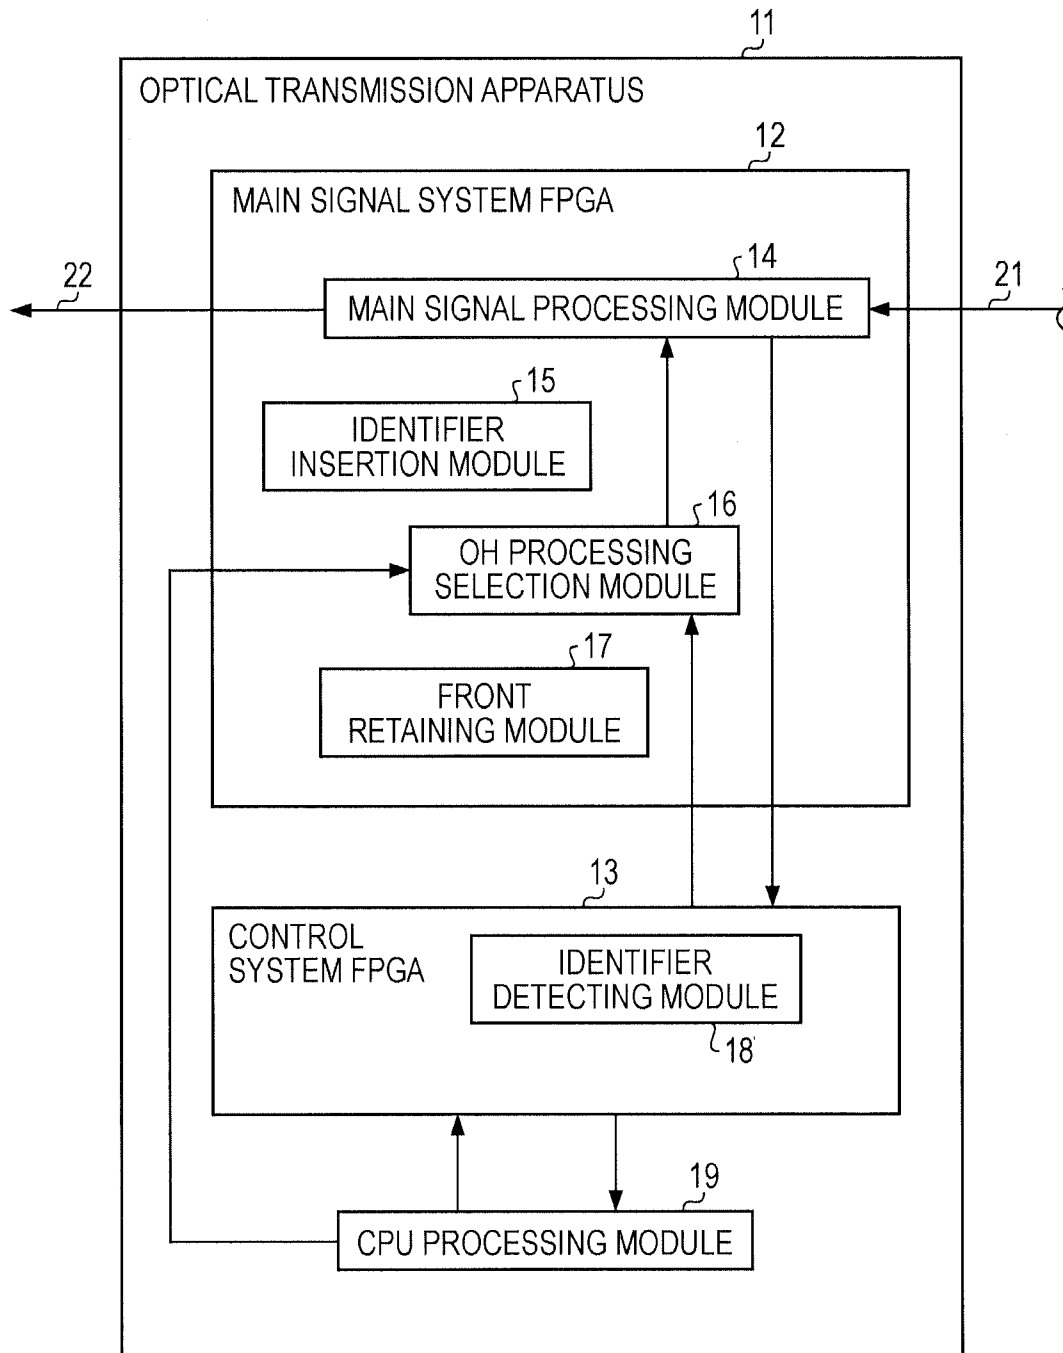 11
OPTICAL TRANSMISSION APPARATUS
12
MAIN SIGNAL SYSTEM FPGA
14
22
MAIN SIGNAL PROCESSING MODULE
21
15
IDENTIFIER
INSERTION MODULE
16
OH PROCESSING
SELECTION MODULE
17
FRONT
RETAINING MODULE
13
CONTROL
SYSTEM FPGA
IDENTIFIER
DETECTING MODULE
18
19
CPU PROCESSING MODULE